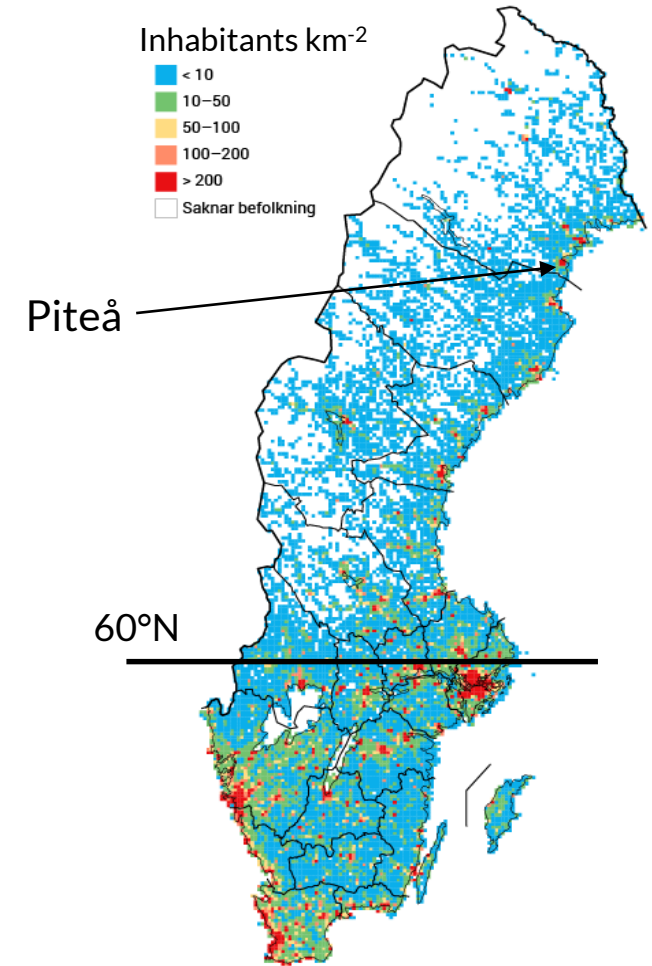 Inhabitants km-2
< 10
10–50
50–100
100–200
> 200
Saknar befolkning
Piteå
60°N